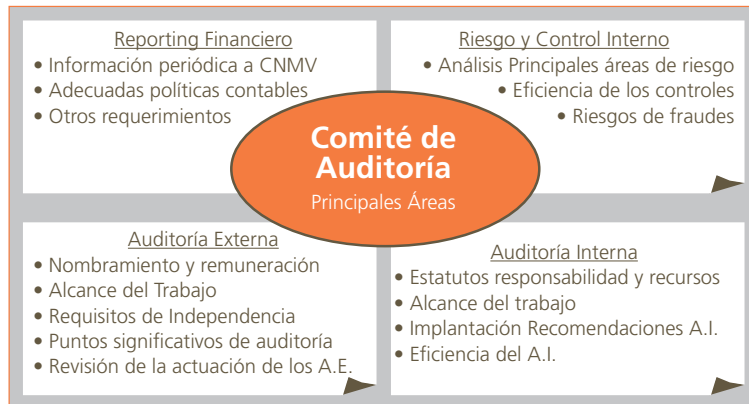 Reporting Financiero
• Información periódica a CNMV
• Adecuadas políticas contables
• Otros requerimientos
Riesgo y Control Interno
• Análisis Principales áreas de riesgo
• Eficiencia de los controles
• Riesgos de fraudes
Comité de
Auditoría
Principales Áreas
Auditoría Externa
• Nombramiento y remuneración
• Alcance del Trabajo
• Requisitos de Independencia
• Puntos significativos de auditoría
• Revisión de la actuación de los A.E.
Auditoría Interna
• Estatutos responsabilidad y recursos
• Alcance del trabajo
• Implantación Recomendaciones A.I.
• Eficiencia del A.I.